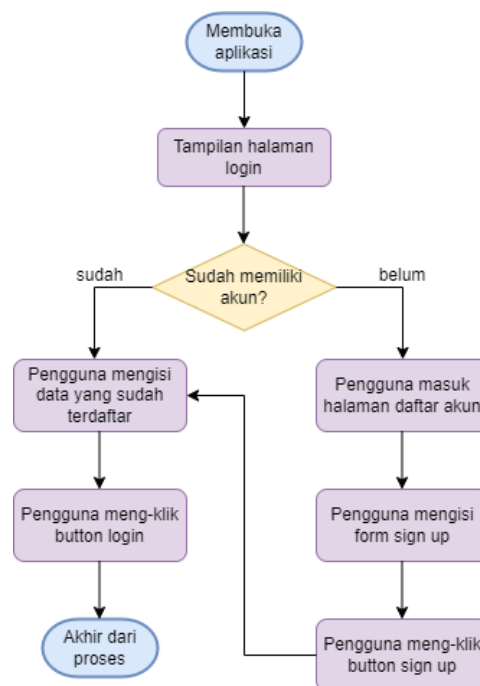 Membuka
aplikasi
Tampilan halaman
login
Sudah memiliki
akun?
sudah
belum
Pengguna mengisi
data yang sudah
terdaftar
Pengguna masuk
halaman daftar akun
Pengguna meng-klik
button login
Pengguna mengisi
form sign up
Akhir dari
proses
Pengguna meng-klik
button sign up